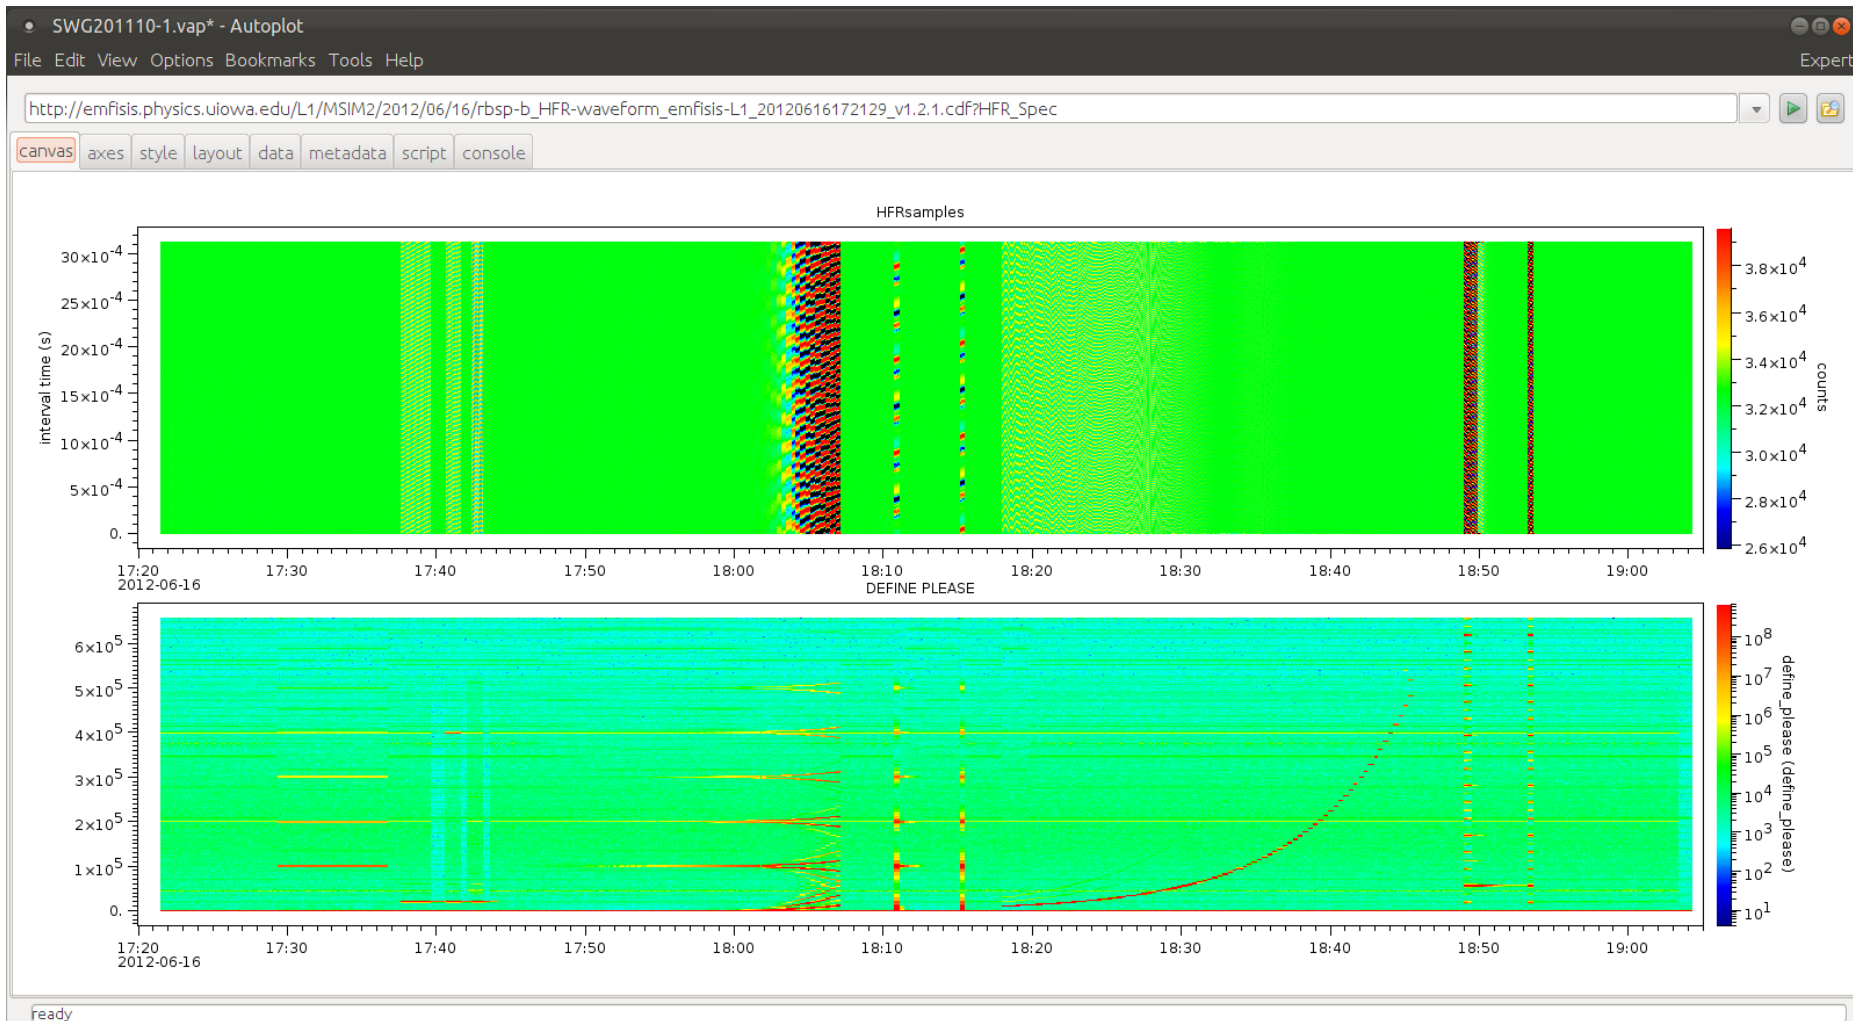 SWG201110-1.vap* - Autoplot
File Edit View Options Bookmarks Tools Help Expert
http://emfisis.physics.uiowa.edu/L1/MSIM2/2012/06/16/rbsp-b_HFR-waveform_emfisis-L1_20120616172129_v1.2.1.cdf?HFR_Spec
canvas axes style layout data metadata script console
HFRsamples
30×10-4
25×10-4
20×10-4
15×10-4
10×10-4
5×10-4
0.
interval time (s)
3.8×104
3.6×104
3.4×104
3.2×104
3.0×104
2.8×104
2.6×104
counts
17:20 17:30 17:40 17:50 18:00 18:10 18:20 18:30 18:40 18:50 19:00
2012-06-16
DEFINE PLEASE
6×105
5×105
4×105
3×105
2×105
1×105
0.
108
107
106
105
104
103
102
101
define_please (define_please)
17:20 17:30 17:40 17:50 18:00 18:10 18:20 18:30 18:40 18:50 19:00
2012-06-16
ready